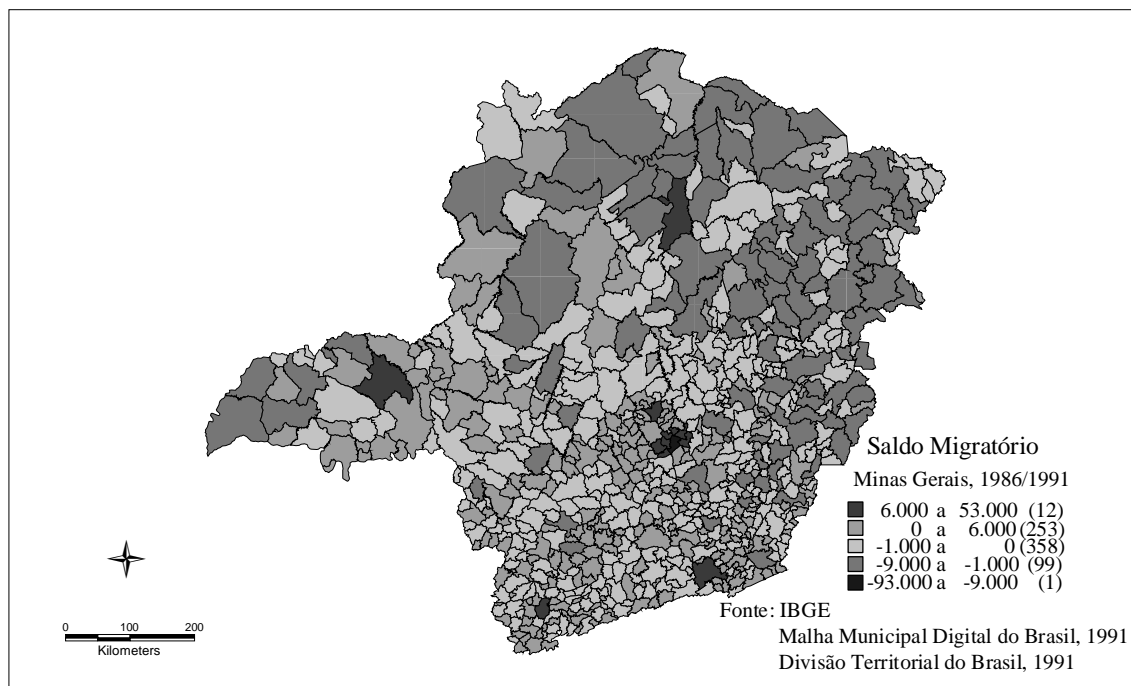 Saldo Migratório
Minas Gerais, 1986/1991
6.000 a 53.000 (12)
0 a 6.000 (253)
-1.000 a 0 (358)
-9.000 a -1.000 (99)
-93.000 a -9.000 (1)
Fonte: IBGE
Malha Municipal Digital do Brasil, 1991
Divisão Territorial do Brasil, 1991
0 100 200
Kilometers